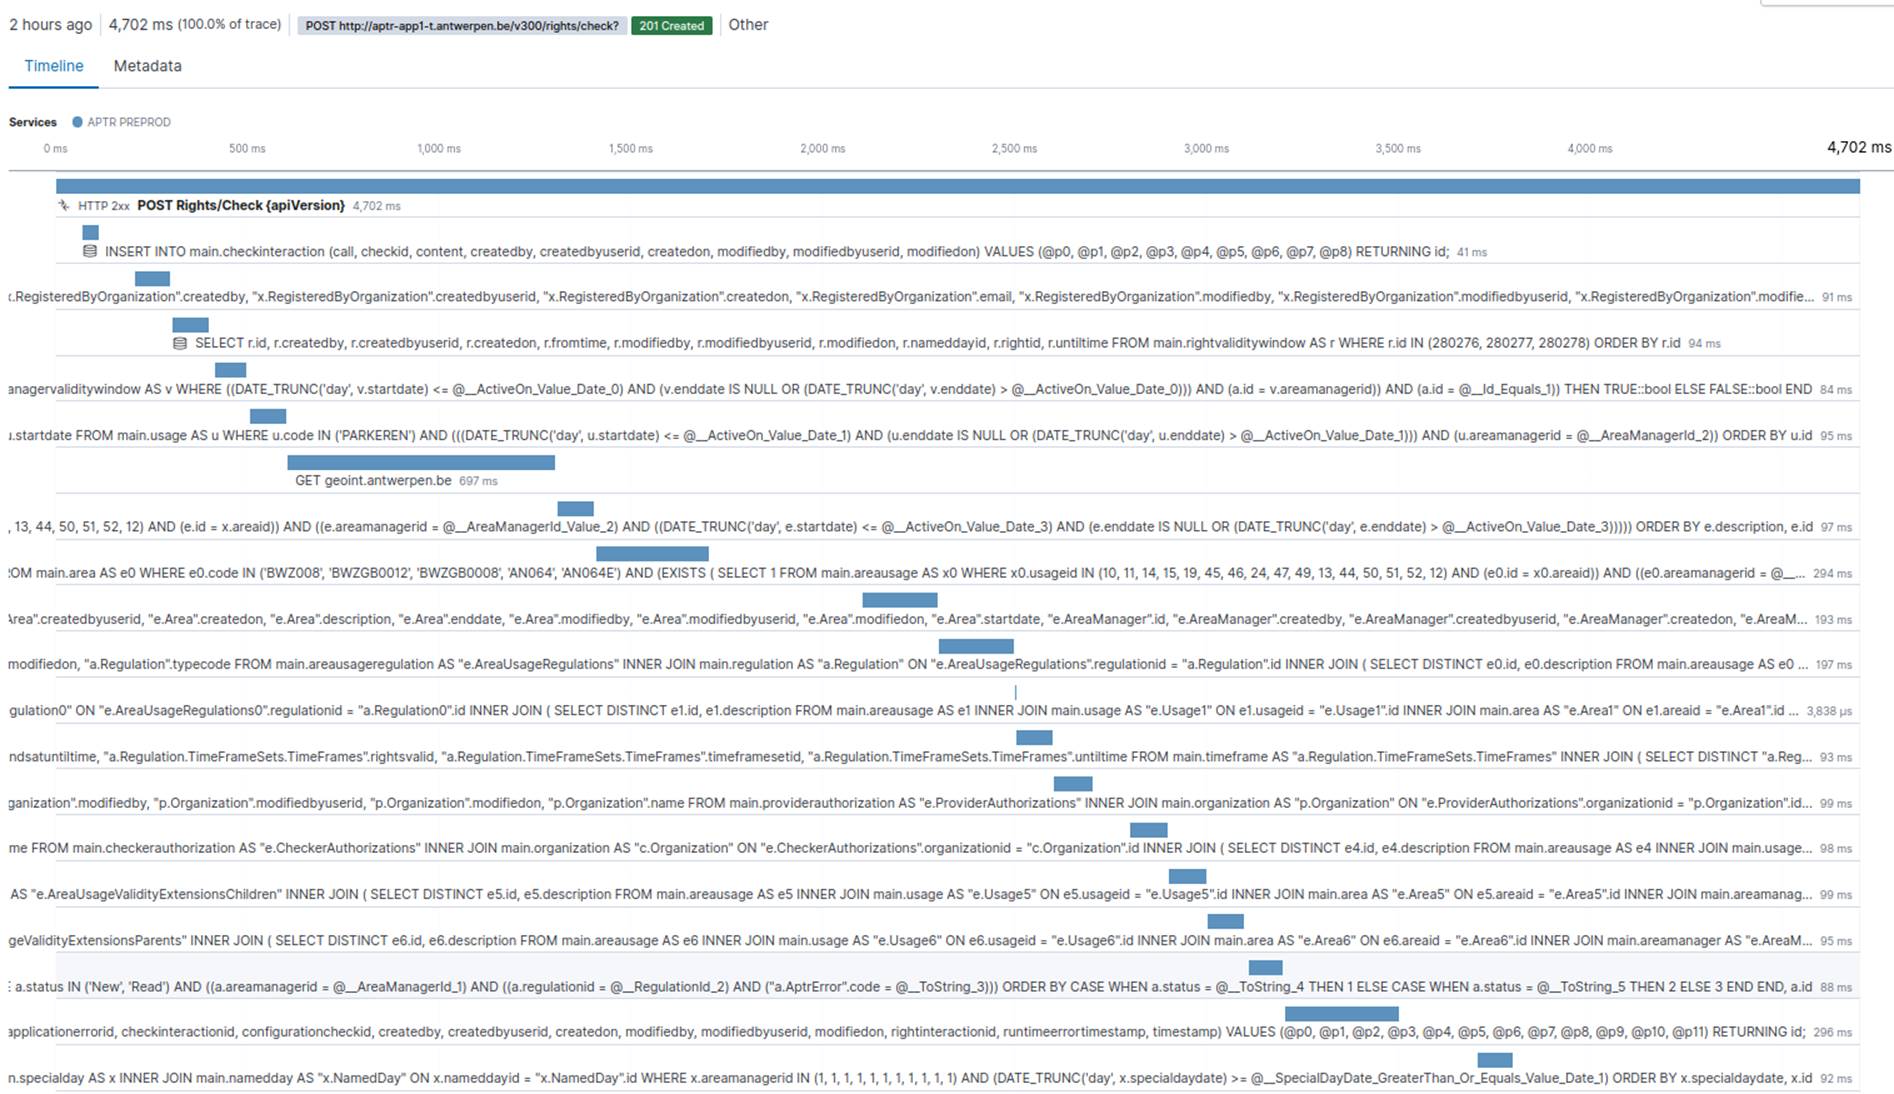 2 hours ago 4,702 ms (100.0% of trace) POST http://aptr-app1-t.antwerpen.be/v300/rights/check? 201 Created Other
Timeline Metadata
Services APTR PREPROD
0 ms 500 ms 1,000 ms 1,500 ms 2,000 ms 2,500 ms 3,000 ms 3,500 ms 4,000 ms 4,702 ms
HTTP 2xx POST Rights/Check {apiVersion} 4,702 ms
INSERT INTO main.checkinteraction (call, checkid, content, createdby, createdbyuserid, createdon, modifiedby, modifiedbyuserid, modifiedon) VALUES (@p0, @p1, @p2, @p3, @p4, @p5, @p6, @p7, @p8) RETURNING id; 41 ms
x.RegisteredByOrganization".createdby, "x.RegisteredByOrganization".createdbyuserid, "x.RegisteredByOrganization".createdon, "x.RegisteredByOrganization".email, "x.RegisteredByOrganization".modifiedby, "x.RegisteredByOrganization".modifiedbyuserid, "x.RegisteredByOrganization".modifie... 91 ms
SELECT r.id, r.createdby, r.createdbyuserid, r.createdon, r.fromtime, r.modifiedby, r.modifiedbyuserid, r.modifiedon, r.nameddayid, r.rightid, r.untiltime FROM main.rightvaliditywindow AS r WHERE r.id IN (280276, 280277, 280278) ORDER BY r.id 94 ms
anagervaliditywindow AS v WHERE ((DATE_TRUNC('day', v.startdate) <= @__ActiveOn_Value_Date_0) AND (v.enddate IS NULL OR (DATE_TRUNC('day', v.enddate) > @__ActiveOn_Value_Date_0))) AND (a.id = v.areamanagerid)) AND (a.id = @__Id_Equals_1)) THEN TRUE::bool ELSE FALSE::bool END 84 ms
u.startdate FROM main.usage AS u WHERE u.code IN ('PARKEREN') AND (((DATE_TRUNC('day', u.startdate) <= @__ActiveOn_Value_Date_1) AND (u.enddate IS NULL OR (DATE_TRUNC('day', u.enddate) > @__ActiveOn_Value_Date_1))) AND (u.areamanagerid = @__AreaManagerId_2)) ORDER BY u.id 95 ms
GET geoint.antwerpen.be 697 ms
, 13, 44, 50, 51, 52, 12) AND (e.id = x.areaid)) AND ((e.areamanagerid = @__AreaManagerId_Value_2) AND ((DATE_TRUNC('day', e.startdate) <= @__ActiveOn_Value_Date_3) AND (e.enddate IS NULL OR (DATE_TRUNC('day', e.enddate) > @__ActiveOn_Value_Date_3))))) ORDER BY e.description, e.id 97 ms
OM main.area AS e0 WHERE e0.code IN ('BWZ008', 'BWZGB0012', 'BWZGB0008', 'AN064', 'AN064E') AND (EXISTS ( SELECT 1 FROM main.areausage AS x0 WHERE x0.usageid IN (10, 11, 14, 15, 19, 45, 46, 24, 47, 49, 13, 44, 50, 51, 52, 12) AND (e0.id = x0.areaid)) AND ((e0.areamanagerid = @__... 294 ms
Area".createdbyuserid, "e.Area".createdon, "e.Area".description, "e.Area".enddate, "e.Area".modifiedby, "e.Area".modifiedbyuserid, "e.Area".modifiedon, "e.Area".startdate, "e.AreaManager".id, "e.AreaManager".createdby, "e.AreaManager".createdbyuserid, "e.AreaManager".createdon, "e.AreaM... 193 ms
modifiedon, "a.Regulation".typecode FROM main.areausageregulation AS "e.AreaUsageRegulations" INNER JOIN main.regulation AS "a.Regulation" ON "e.AreaUsageRegulations".regulationid = "a.Regulation".id INNER JOIN ( SELECT DISTINCT e0.id, e0.description FROM main.areausage AS e0 ... 197 ms
gulation0" ON "e.AreaUsageRegulations0".regulationid = "a.Regulation0".id INNER JOIN ( SELECT DISTINCT e1.id, e1.description FROM main.areausage AS e1 INNER JOIN main.usage AS "e.Usage1" ON e1.usageid = "e.Usage1".id INNER JOIN main.area AS "e.Area1" ON e1.areaid = "e.Area1".id ... 3,838 µs
ndsatuntiltime, "a.Regulation.TimeFrameSets.TimeFrames".rightsvalid, "a.Regulation.TimeFrameSets.TimeFrames".timeframesetid, "a.Regulation.TimeFrameSets.TimeFrames".untiltime FROM main.timeframe AS "a.Regulation.TimeFrameSets.TimeFrames" INNER JOIN ( SELECT DISTINCT "a.Reg... 93 ms
ganization".modifiedby, "p.Organization".modifiedbyuserid, "p.Organization".modifiedon, "p.Organization".name FROM main.providerauthorization AS "e.ProviderAuthorizations" INNER JOIN main.organization AS "p.Organization" ON "e.ProviderAuthorizations".organizationid = "p.Organization".id... 99 ms
me FROM main.checkerauthorization AS "e.CheckerAuthorizations" INNER JOIN main.organization AS "c.Organization" ON "e.CheckerAuthorizations".organizationid = "c.Organization".id INNER JOIN ( SELECT DISTINCT e4.id, e4.description FROM main.areausage AS e4 INNER JOIN main.usage... 98 ms
AS "e.AreaUsageValidityExtensionsChildren" INNER JOIN ( SELECT DISTINCT e5.id, e5.description FROM main.areausage AS e5 INNER JOIN main.usage AS "e.Usage5" ON e5.usageid = "e.Usage5".id INNER JOIN main.area AS "e.Area5" ON e5.areaid = "e.Area5".id INNER JOIN main.areamanag... 99 ms
geValidityExtensionsParents" INNER JOIN ( SELECT DISTINCT e6.id, e6.description FROM main.areausage AS e6 INNER JOIN main.usage AS "e.Usage6" ON e6.usageid = "e.Usage6".id INNER JOIN main.area AS "e.Area6" ON e6.areaid = "e.Area6".id INNER JOIN main.areamanager AS "e.AreaM... 95 ms
E a.status IN ('New', 'Read') AND ((a.areamanagerid = @__AreaManagerId_1) AND ((a.regulationid = @__RegulationId_2) AND ("a.AptrError".code = @__ToString_3))) ORDER BY CASE WHEN a.status = @__ToString_4 THEN 1 ELSE CASE WHEN a.status = @__ToString_5 THEN 2 ELSE 3 END END, a.id 88 ms
applicationerrorid, checkinteractionid, configurationcheckid, createdby, createdbyuserid, createdon, modifiedby, modifiedbyuserid, modifiedon, rightinteractionid, runtimeerrortimestamp, timestamp) VALUES (@p0, @p1, @p2, @p3, @p4, @p5, @p6, @p7, @p8, @p9, @p10, @p11) RETURNING id; 296 ms
n.specialday AS x INNER JOIN main.namedday AS "x.NamedDay" ON x.nameddayid = "x.NamedDay".id WHERE x.areamanagerid IN (1, 1, 1, 1, 1, 1, 1, 1, 1, 1, 1) AND (DATE_TRUNC('day', x.specialdaydate) >= @__SpecialDayDate_GreaterThan_Or_Equals_Value_Date_1) ORDER BY x.specialdaydate, x.id 92 ms